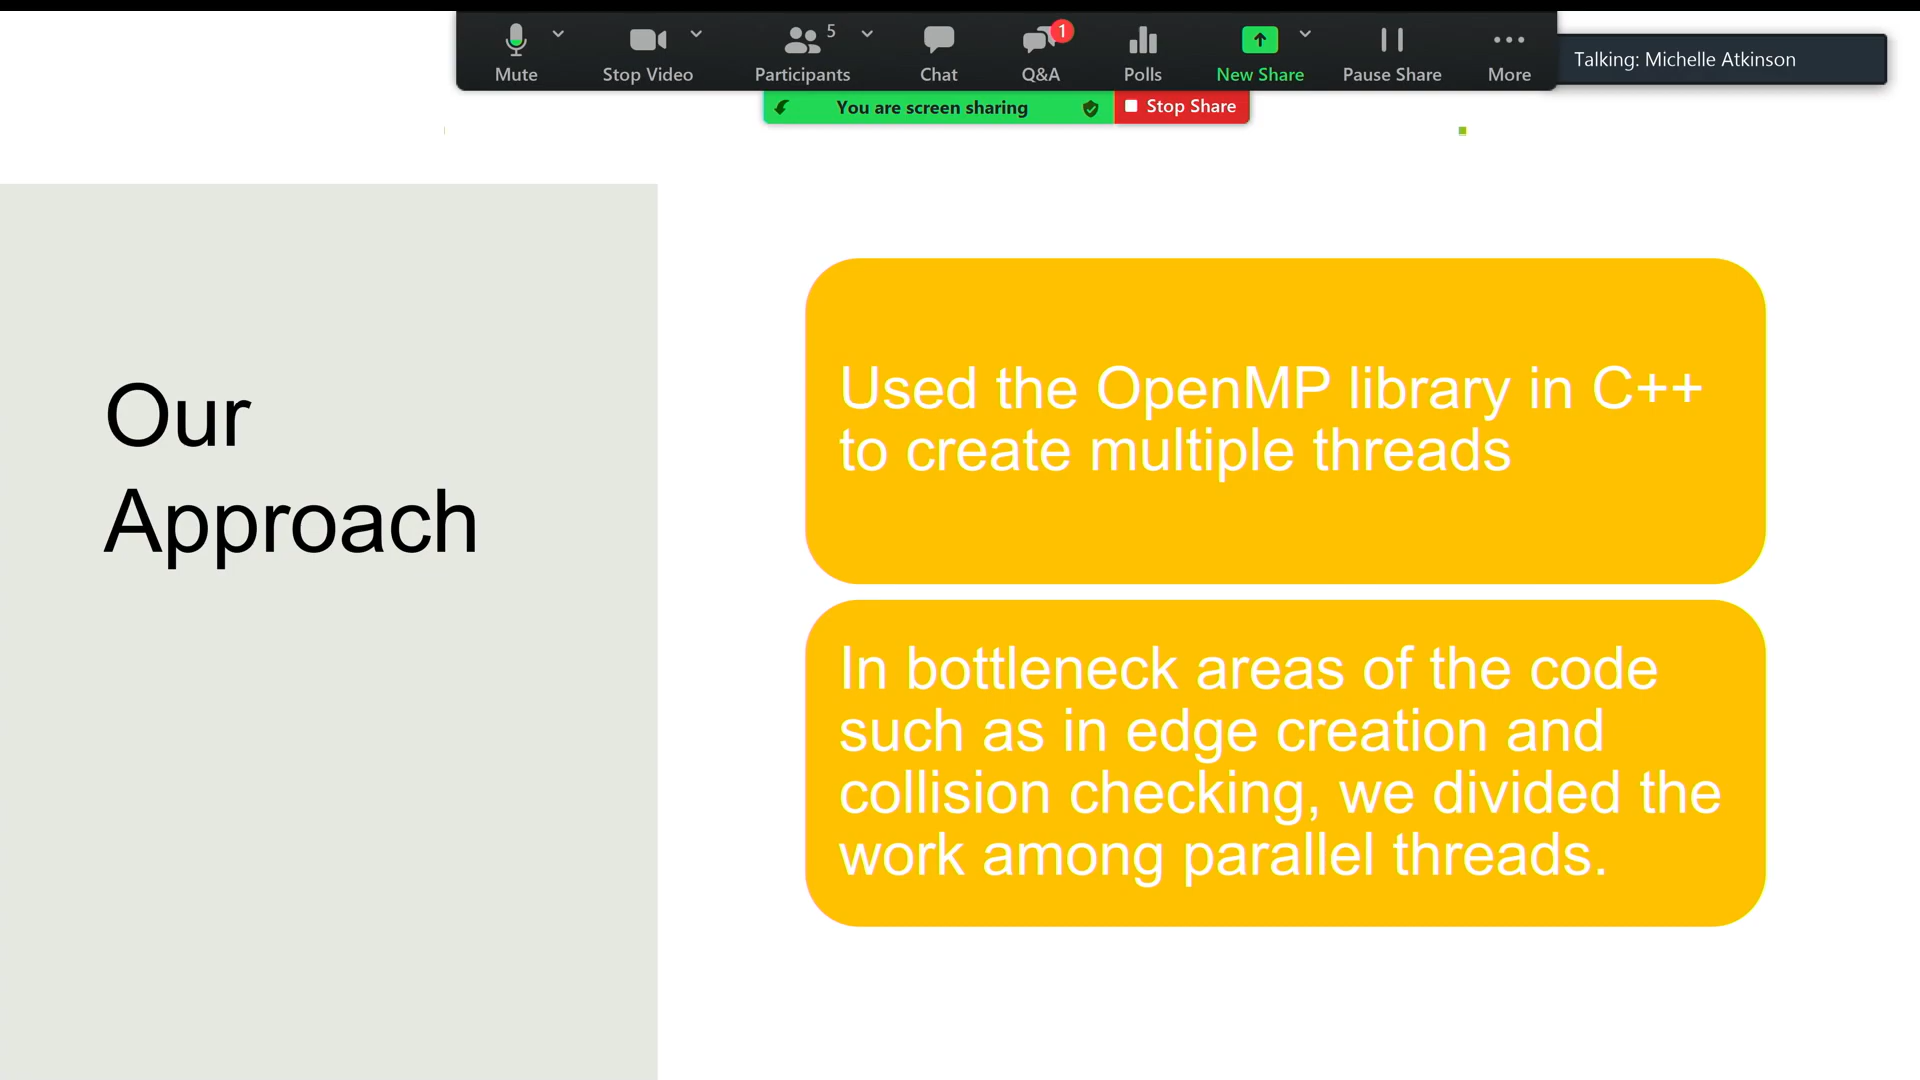 Mute
Stop Video
5
Participants
Chat
1
Q&A
Polls
New Share
Pause Share
More
Talking: Michelle Atkinson
You are screen sharing
Stop Share
Our
Approach
Used the OpenMP library in C++
to create multiple threads
In bottleneck areas of the code
such as in edge creation and
collision checking, we divided the
work among parallel threads.